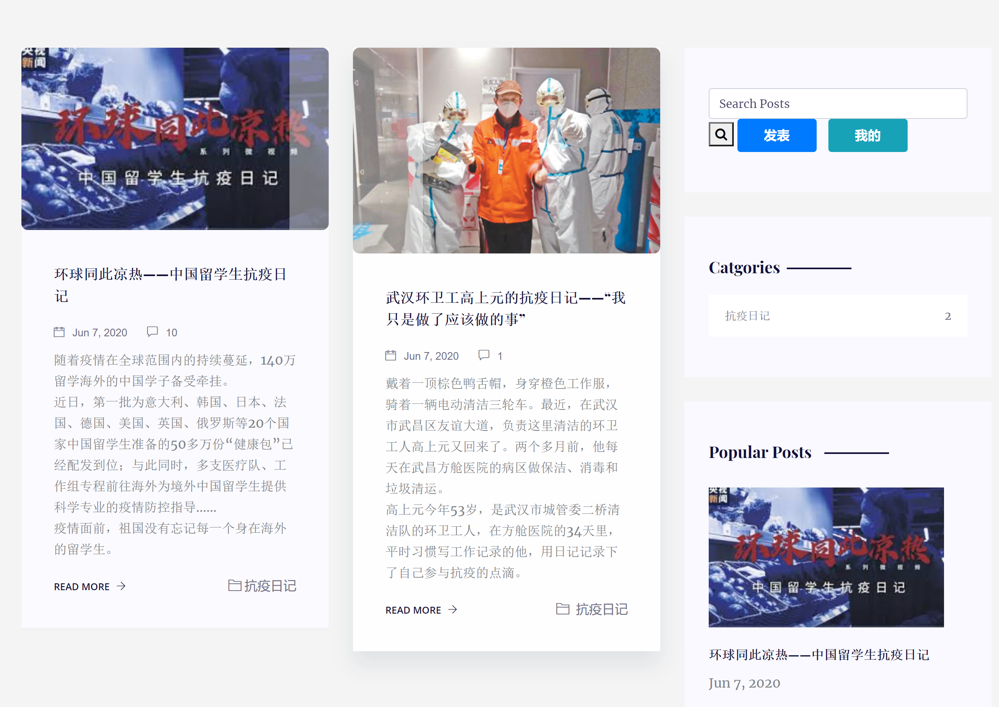 央视
新闻
环球同此凉热
系列微视频
中国留学生抗疫日记
环球同此凉热——中国留学生抗疫日
记
Jun 7, 2020 10
随着疫情在全球范围内的持续蔓延，140万
留学海外的中国学子备受牵挂。
近日，第一批为意大利、韩国、日本、法
国、德国、美国、英国、俄罗斯等20个国
家中国留学生准备的50多万份“健康包”已
经配发到位；与此同时，多支医疗队、工
作组专程前往海外为境外中国留学生提供
科学专业的疫情防控指导......
疫情面前，祖国没有忘记每一个身在海外
的留学生。
READ MORE 抗疫日记
医务人员
入口
武汉环卫工高上元的抗疫日记——“我
只是做了应该做的事”
Jun 7, 2020 1
戴着一顶棕色鸭舌帽，身穿橙色工作服，
骑着一辆电动清洁三轮车。最近，在武汉
市武昌区友谊大道，负责这里清洁的环卫
工人高上元又回来了。两个多月前，他每
天在武昌方舱医院的病区做保洁、消毒和
垃圾清运。
高上元今年53岁，是武汉市城管委二桥清
洁队的环卫工人，在方舱医院的34天里，
平时习惯写工作记录的他，用日记记录下
了自己参与抗疫的点滴。
READ MORE 抗疫日记
Search Posts
发表 我的
Catgories
抗疫日记 2
Popular Posts
央视
新闻
环球同此凉热
系列微视频
中国留学生抗疫日记
环球同此凉热——中国留学生抗疫日记
Jun 7, 2020